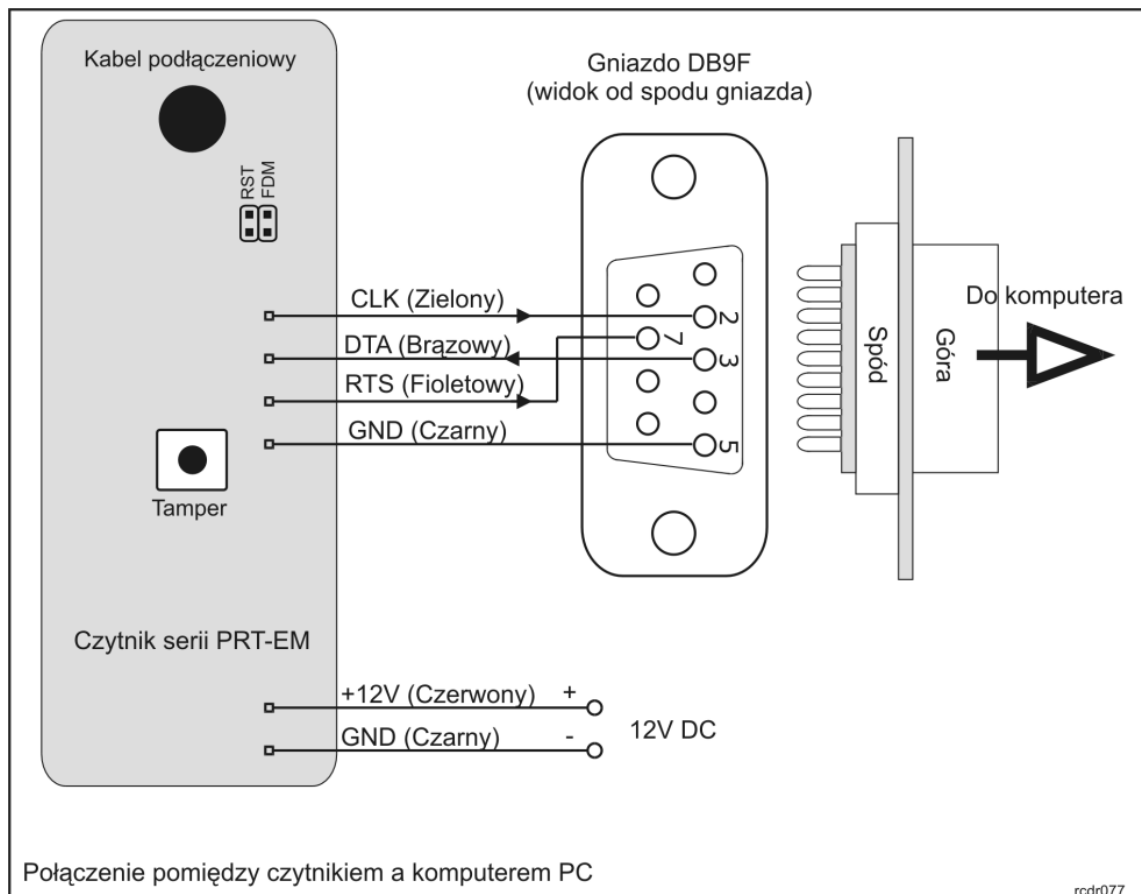 Kabel podłączeniowy
RST
FDM
Gniazdo DB9F
(widok od spodu gniazda)
CLK (Zielony)
DTA (Brązowy)
RTS (Fioletowy)
GND (Czarny)
2
7
3
5
Spód
Góra
Do komputera
Tamper
Czytnik serii PRT-EM
+12V (Czerwony) +
GND (Czarny) -
12V DC
Połączenie pomiędzy czytnikiem a komputerem PC
rcdr077